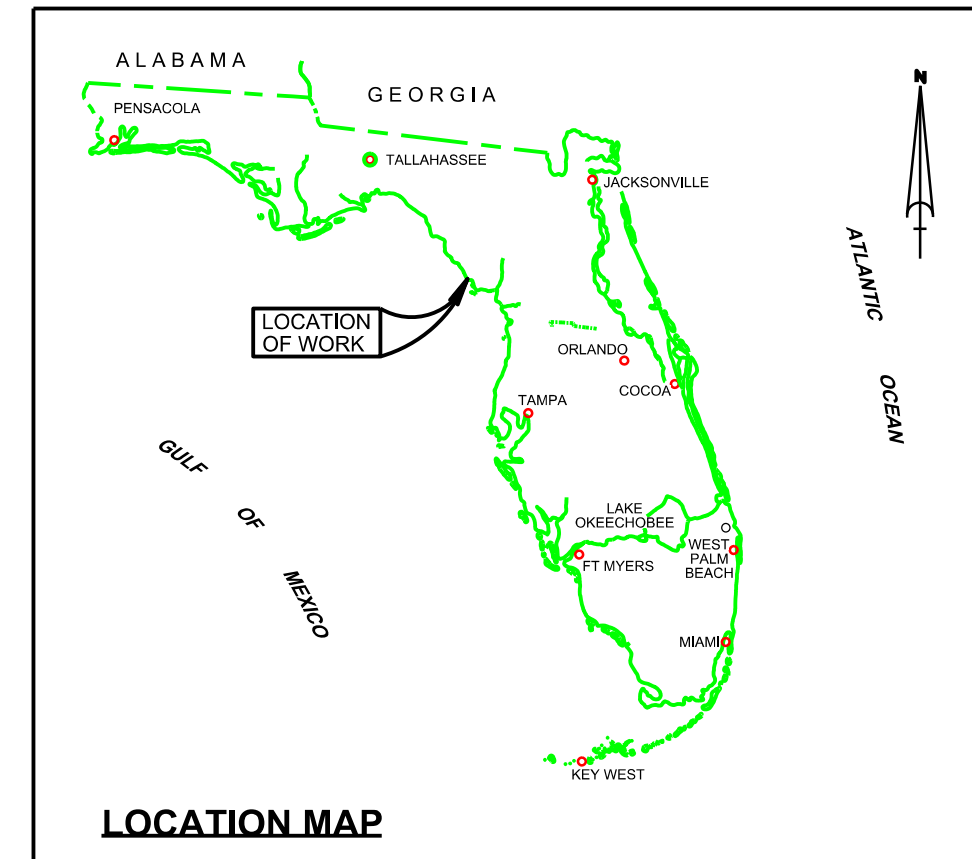 ALABAMA
GEORGIA
N
PENSACOLA
TALLAHASSEE
JACKSONVILLE
ATLANTIC
OCEAN
LOCATION
OF WORK
ORLANDO
COCOA
TAMPA
GULF
OF
MEXICO
LAKE
OKEECHOBEE
WEST
PALM
BEACH
FT MYERS
MIAMI
KEY WEST
LOCATION MAP